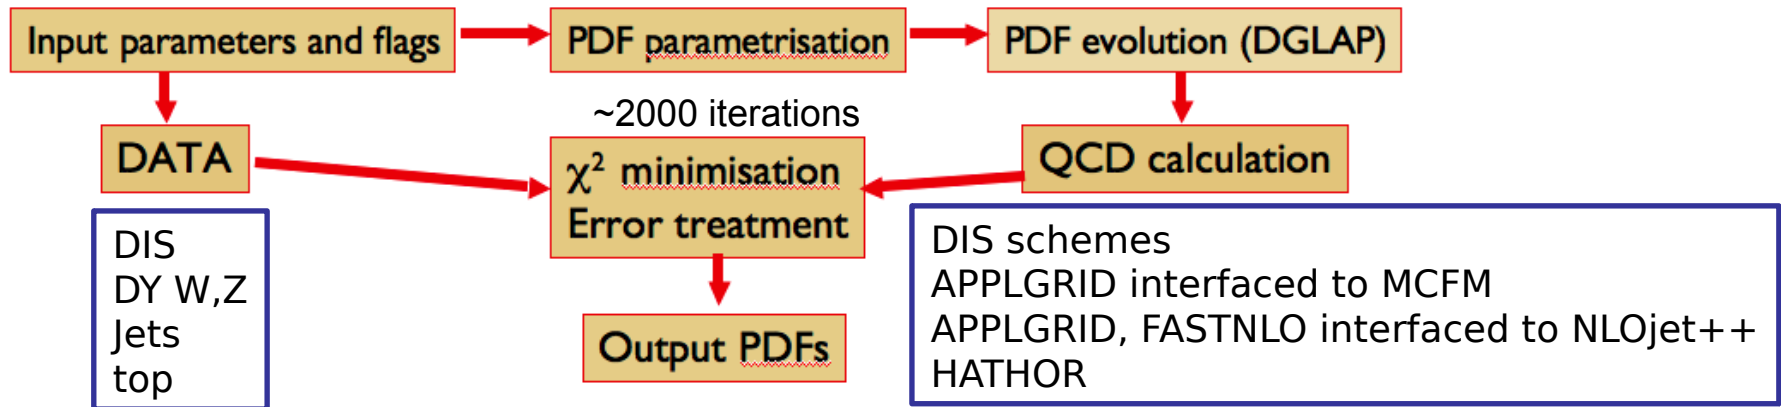 Input parameters and flags
PDF parametrisation
PDF evolution (DGLAP)
~2000 iterations
DATA
χ² minimisation
Error treatment
QCD calculation
DIS
DY W,Z
Jets
top
Output PDFs
DIS schemes
APPLGRID interfaced to MCFM
APPLGRID, FASTNLO interfaced to NLOjet++
HATHOR